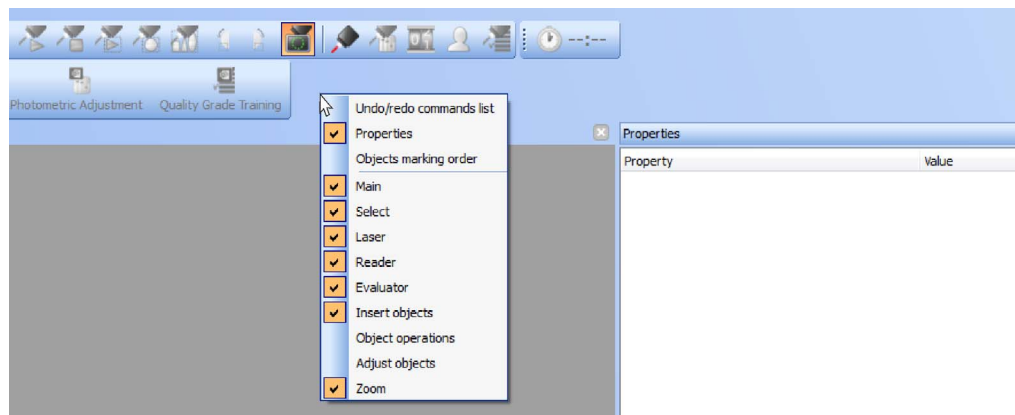 --:--
Photometric Adjustment Quality Grade Training
Undo/redo commands list
Properties
Objects marking order
Main
Select
Laser
Reader
Evaluator
Insert objects
Object operations
Adjust objects
Zoom
Properties
Property Value